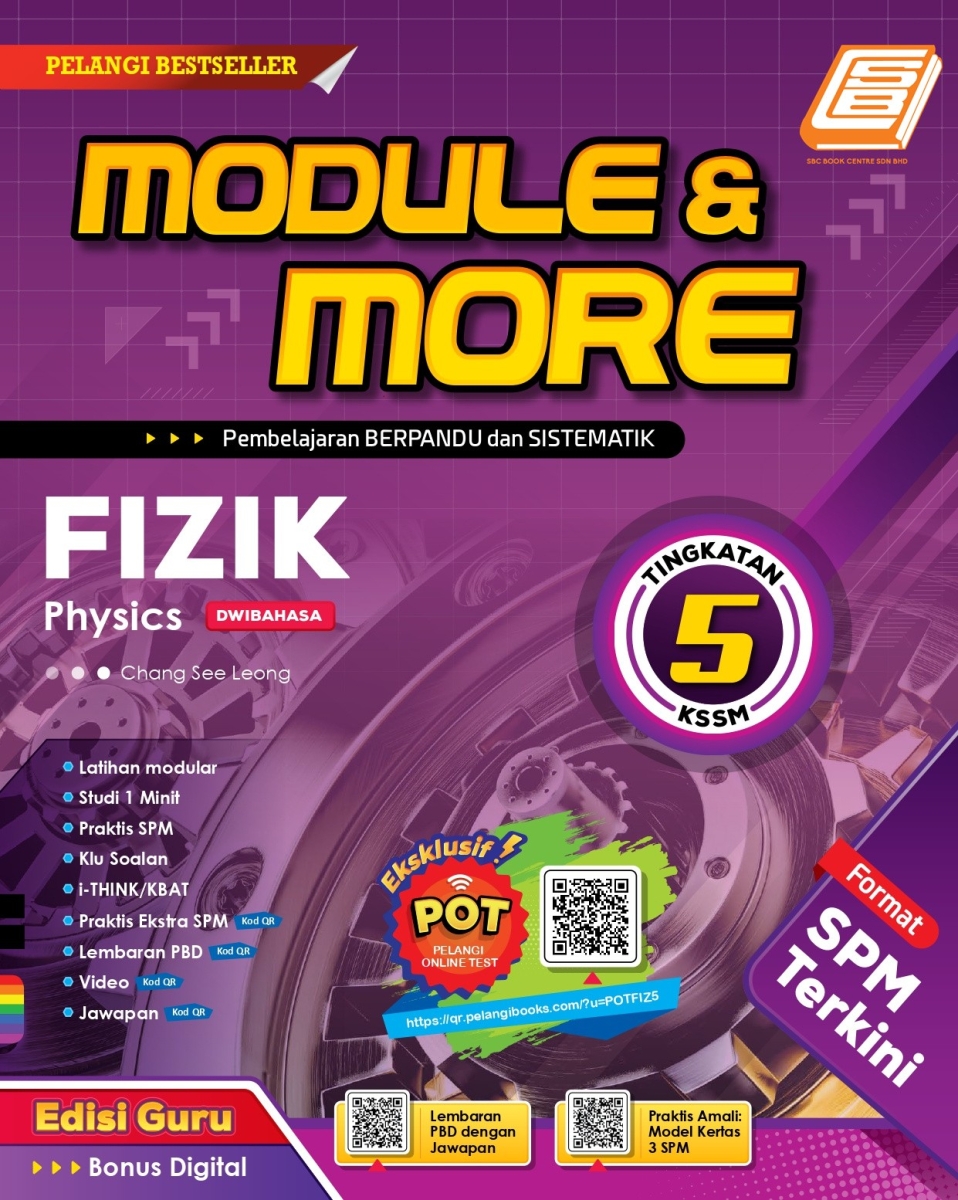 PELANGI BESTSELLER
SBC
SBC BOOK CENTRE SDN BHD
MODULE &
MORE
Pembelajaran BERPANDU dan SISTEMATIK
FIZIK
Physics DWIBAHASA
Chang See Leong
TINGKATAN
5
KSSM
Latihan modular
Studi 1 Minit
Praktis SPM
Klu Soalan
i-THINK/KBAT
Praktis Ekstra SPM Kod QR
Lembaran PBD Kod QR
Video Kod QR
Jawapan Kod QR
Eksklusif!
POT
PELANGI
ONLINE TEST
https://qr.pelangibooks.com/?u=POTFIZ5
Format
SPM
Terkini
Edisi Guru
Bonus Digital
Lembaran
PBD dengan
Jawapan
Praktis Amali:
Model Kertas
3 SPM